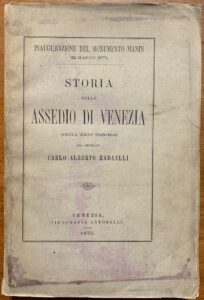 INAUGURAZIONE DEL MONUMENTO MANIN
22 MARZO 1875
STORIA
DELLO
ASSEDIO DI VENEZIA
NEGLI ANNI 1848-1849
DEL GENERALE
CARLO ALBERTO RADAELLI
VENEZIA,
TIPOGRAFIA ANTONELLI.
1875.